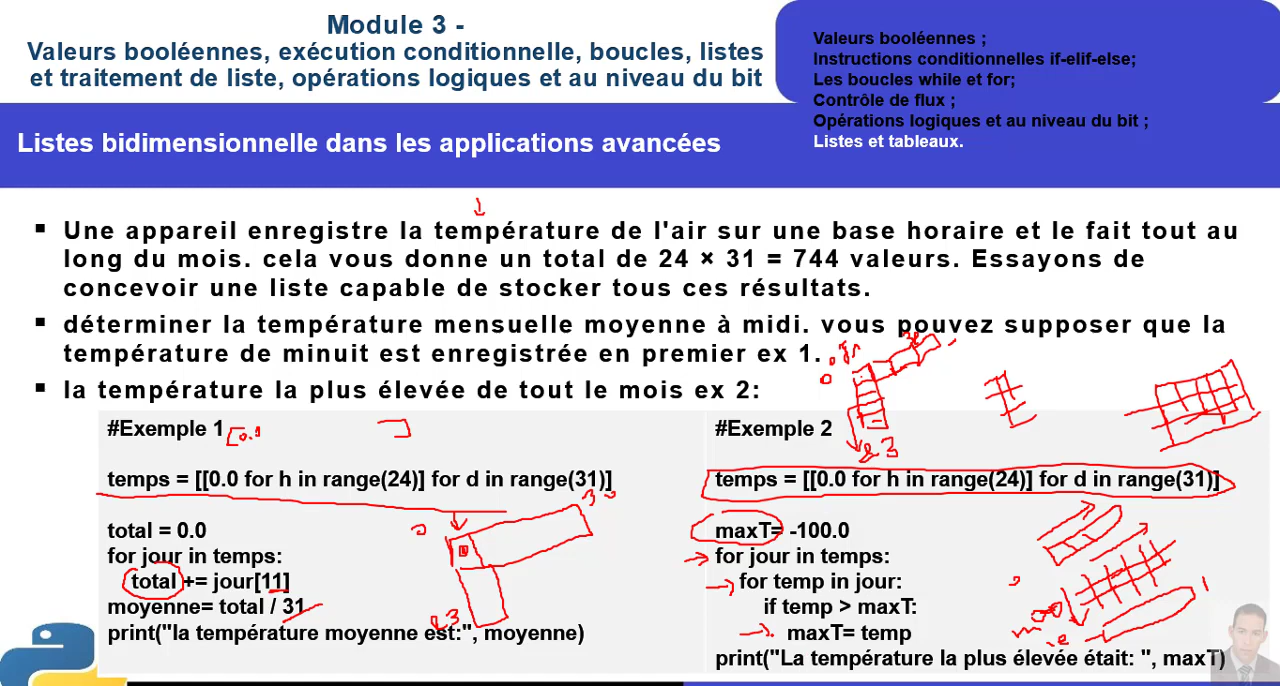 Module 3 -
Valeurs booléennes, exécution conditionnelle, boucles, listes
et traitement de liste, opérations logiques et au niveau du bit
Valeurs booléennes ;
Instructions conditionnelles if-elif-else;
Les boucles while et for;
Contrôle de flux ;
Opérations logiques et au niveau du bit ;
Listes et tableaux.
Listes bidimensionnelle dans les applications avancées
▪ Une appareil enregistre la température de l'air sur une base horaire et le fait tout au
long du mois. cela vous donne un total de 24 × 31 = 744 valeurs. Essayons de
concevoir une liste capable de stocker tous ces résultats.
▪ déterminer la température mensuelle moyenne à midi. vous pouvez supposer que la
température de minuit est enregistrée en premier ex 1.
▪ la température la plus élevée de tout le mois ex 2:
#Exemple 1
temps = [[0.0 for h in range(24)] for d in range(31)]
total = 0.0
for jour in temps:
total += jour[11]
moyenne= total / 31
print("la température moyenne est:", moyenne)
#Exemple 2
temps = [[0.0 for h in range(24)] for d in range(31)]
maxT= -100.0
for jour in temps:
for temp in jour:
if temp > maxT:
maxT= temp
print("La température la plus élevée était: ", maxT)